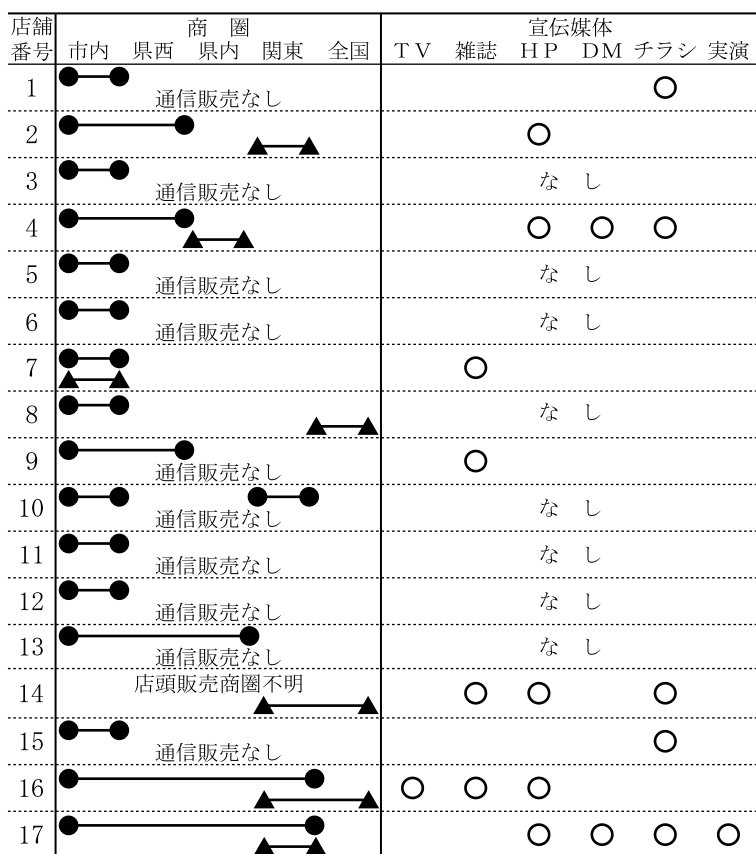 店舗 商 圏 宣伝媒体
番号 市内 県西 県内 関東 全国 TV 雑誌 HP DM チラシ 実演
1 通信販売なし
2
3 通信販売なし なし
4
5 通信販売なし なし
6 通信販売なし なし
7
8 なし
9 通信販売なし
10 通信販売なし なし
11 通信販売なし なし
12 通信販売なし なし
13 通信販売なし なし
14 店頭販売商圏不明
15 通信販売なし
16
17